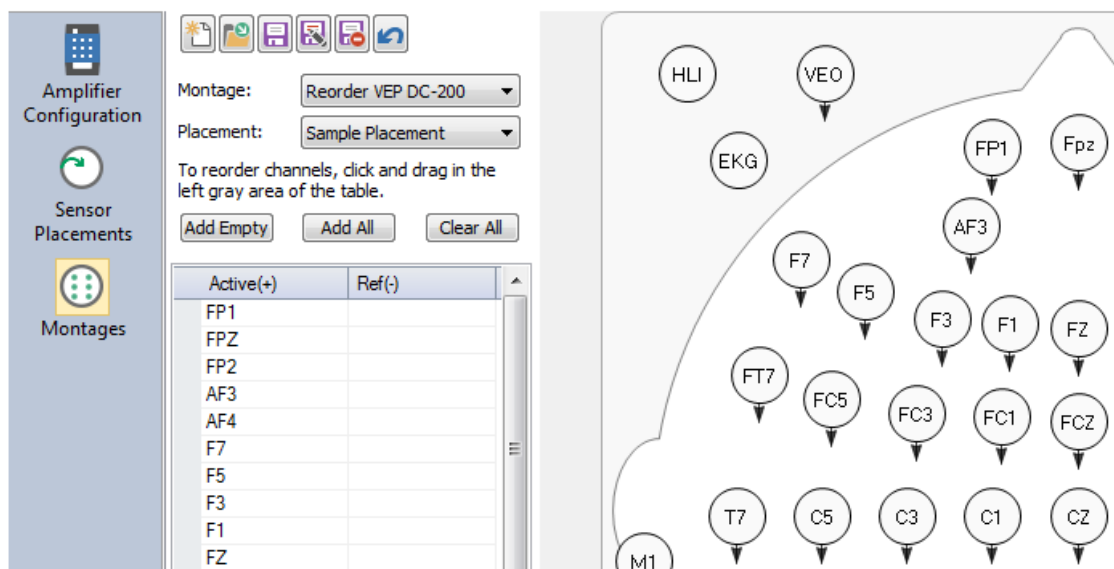 Amplifier
Configuration
Sensor
Placements
Montages
Montage: Reorder VEP DC-200
Placement: Sample Placement
To reorder channels, click and drag in the
left gray area of the table.
Add Empty Add All Clear All
Active(+) Ref(-)
FP1
FPZ
FP2
AF3
AF4
F7
F5
F3
F1
FZ
HLI VEO
EKG FP1 Fpz
AF3
F7 F5 F3 F1 FZ
FT7 FC5 FC3 FC1 FCZ
T7 C5 C3 C1 CZ
M1